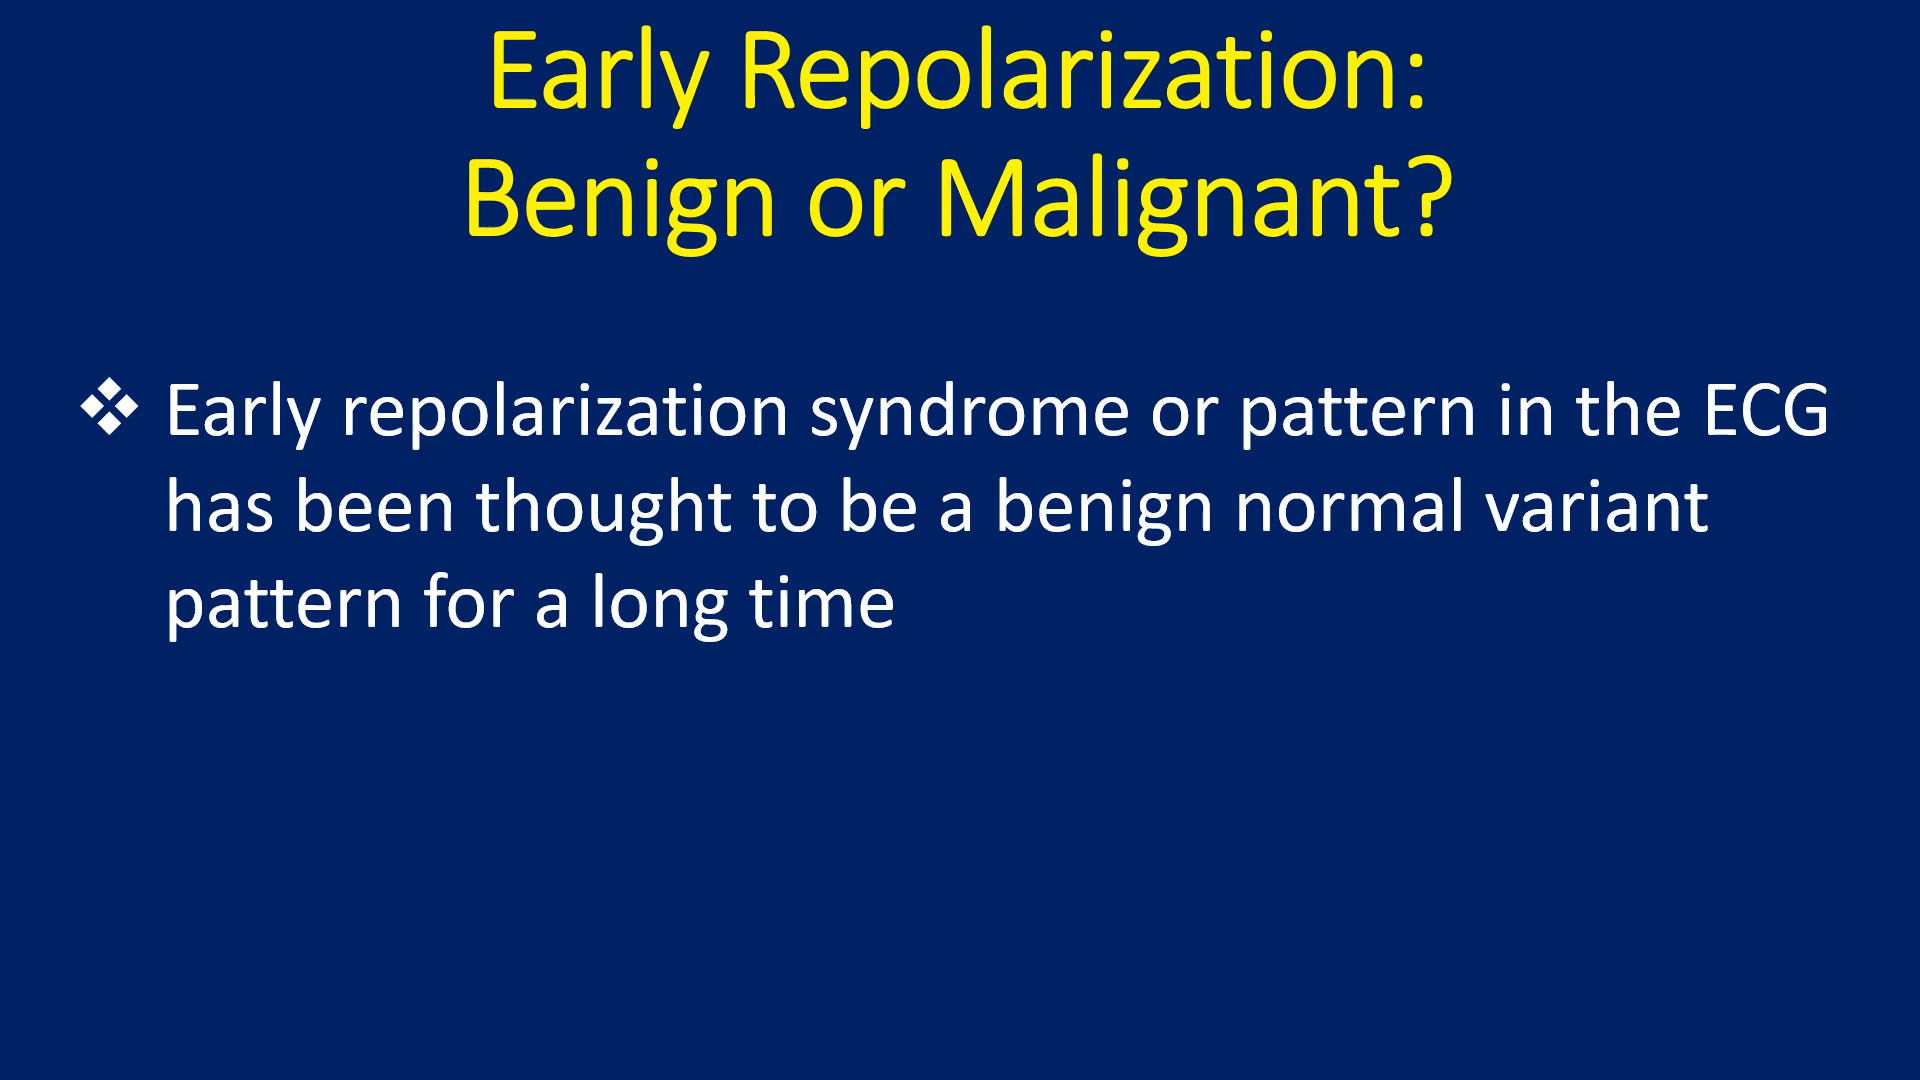 Early Repolarization:
Benign or Malignant?
❖ Early repolarization syndrome or pattern in the ECG
has been thought to be a benign normal variant
pattern for a long time